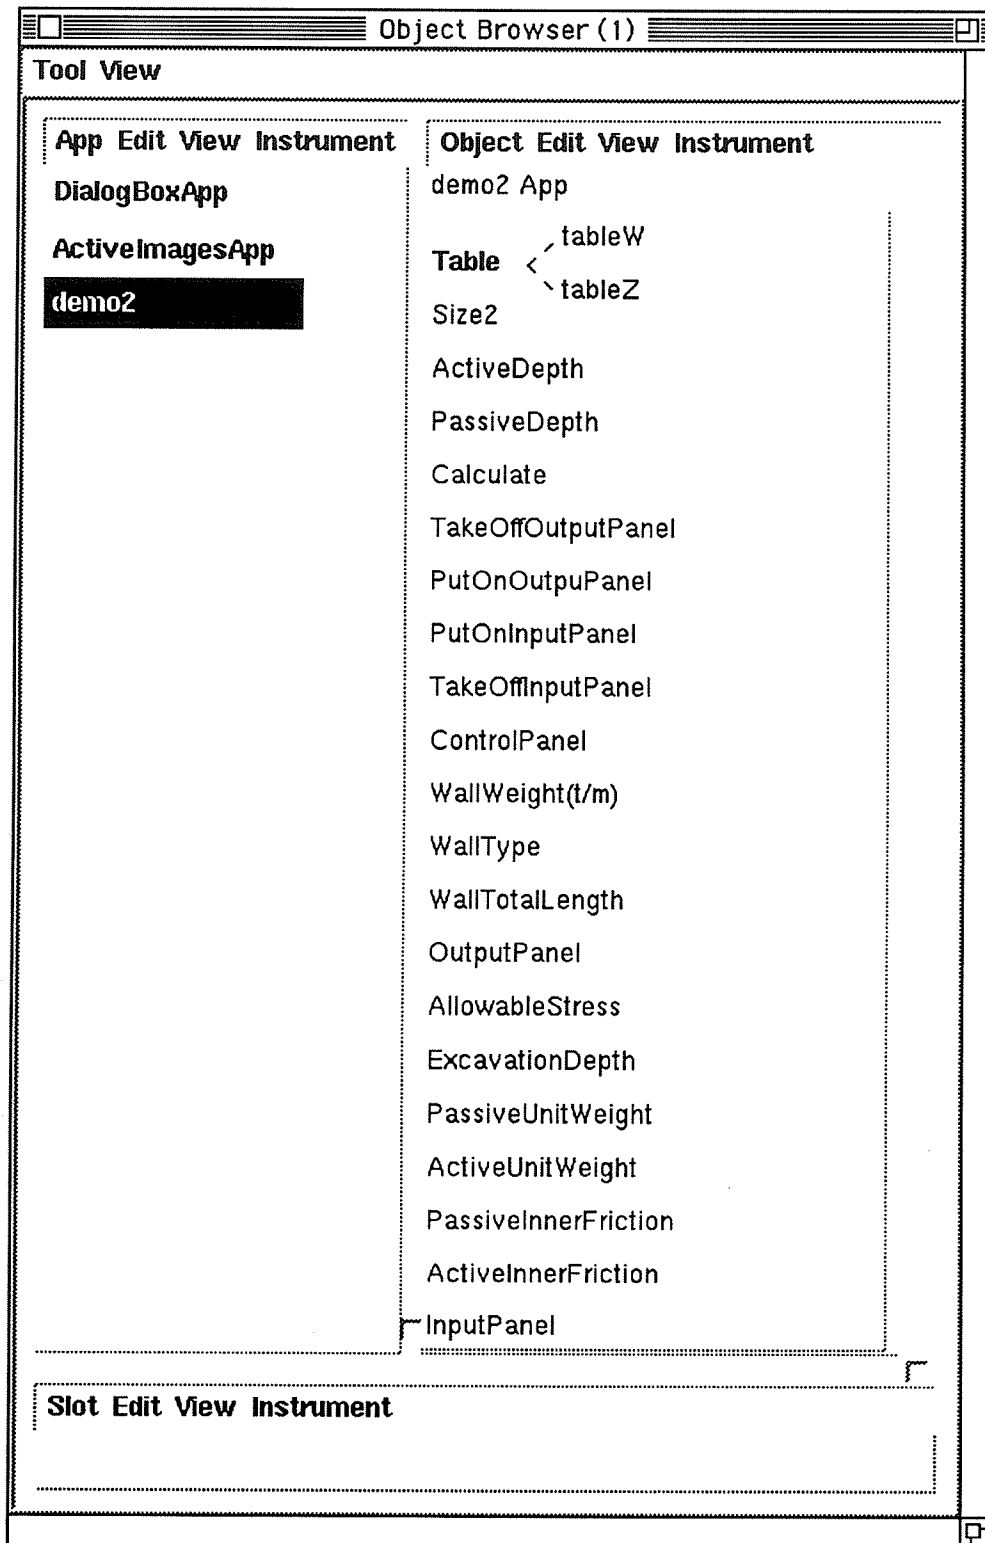 Object Browser (1)
Tool View
App Edit View Instrument
DialogBoxApp
ActiveImagesApp
demo2
Object Edit View Instrument
demo2 App
Table
tableW
tableZ
Size2
ActiveDepth
PassiveDepth
Calculate
TakeOffOutputPanel
PutOnOutpuPanel
PutOnInputPanel
TakeOffInputPanel
ControlPanel
WallWeight(t/m)
WallType
WallTotalLength
OutputPanel
AllowableStress
ExcavationDepth
PassiveUnitWeight
ActiveUnitWeight
PassiveInnerFriction
ActiveInnerFriction
InputPanel
Slot Edit View Instrument